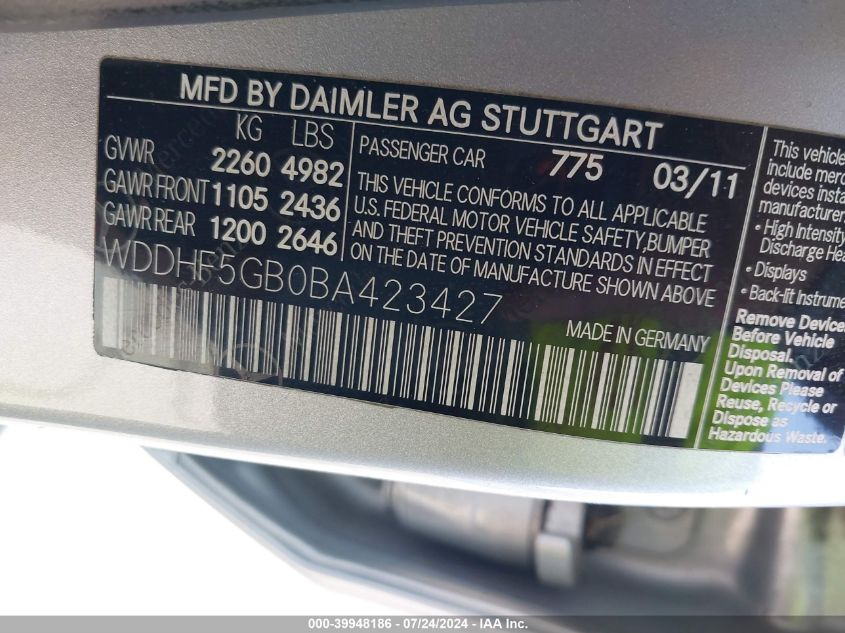 MFD BY DAIMLER AG STUTTGART
KG LBS
GVWR 2260 4982
GAWR FRONT 1105 2436
GAWR REAR 1200 2646
PASSENGER CAR 775 03/11
THIS VEHICLE CONFORMS TO ALL APPLICABLE
U.S. FEDERAL MOTOR VEHICLE SAFETY, BUMPER
AND THEFT PREVENTION STANDARDS IN EFFECT
ON THE DATE OF MANUFACTURE SHOWN ABOVE
WDDHF5GB0BA423427
MADE IN GERMANY
This vehicle
include merc
devices insta
manufacturer.
• High Intensity
Discharge Hea
• Displays
• Back-lit Instrume
Remove Devices
Before Vehicle
Disposal.
Upon Removal of
Devices Please
Reuse, Recycle or
Dispose as
Hazardous Waste.
000-39948186 - 07/24/2024 - IAAI.com